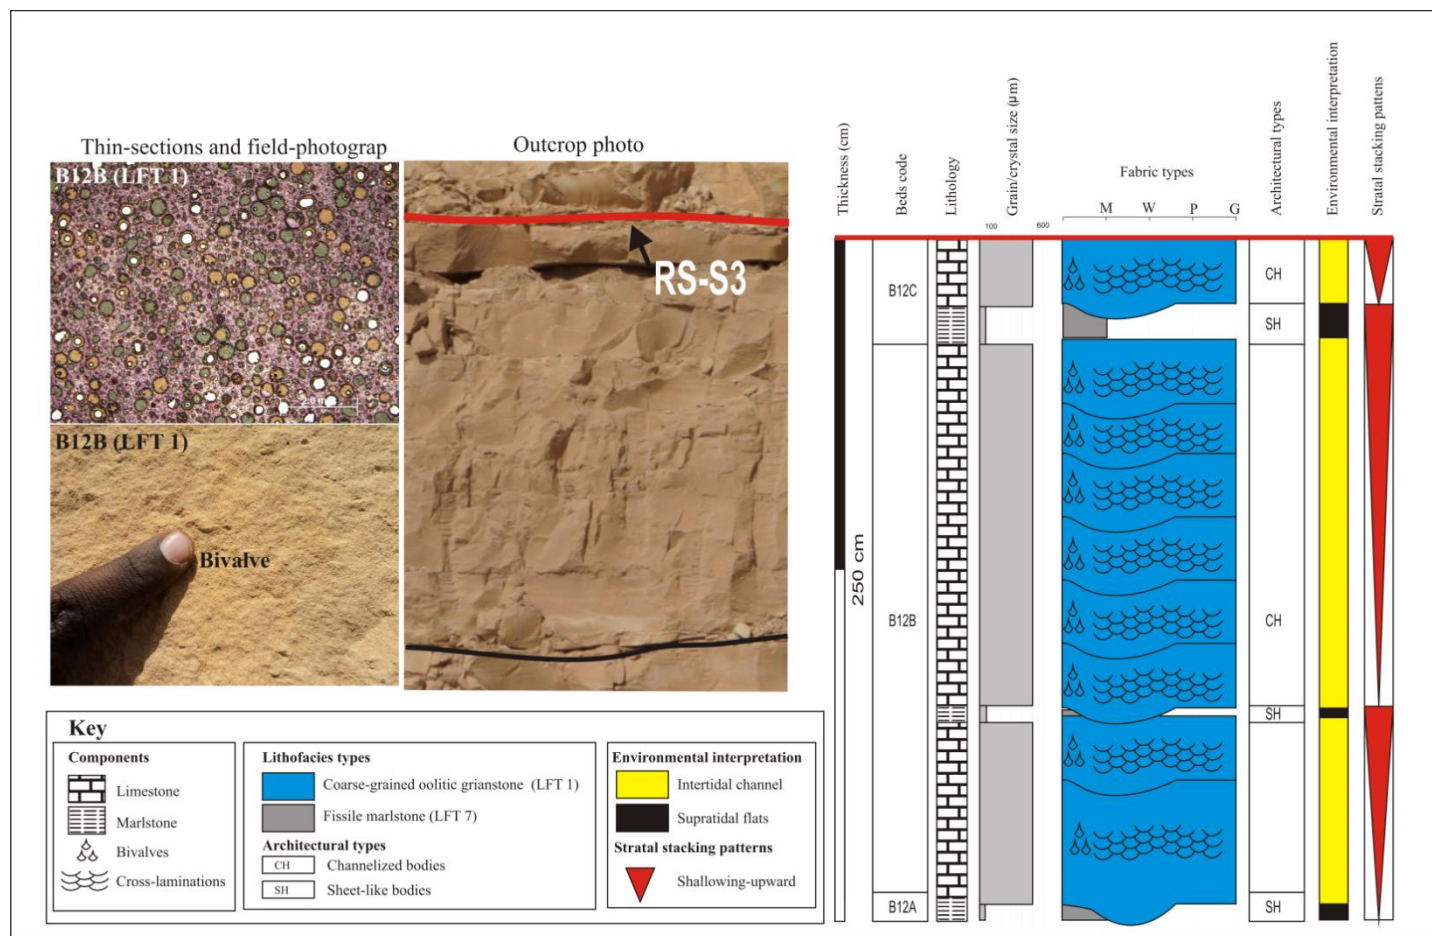 Thin-sections and field-photograp
B12B (LFT 1)
B12B (LFT 1)
Bivalve
Outcrop photo
RS-S3
Key
Components
Limestone
Marlstone
Bivalves
Cross-laminations
Lithofacies types
Coarse-grained oolitic grianstone (LFT 1)
Fissile marlstone (LFT 7)
Architectural types
CH Channelized bodies
SH Sheet-like bodies
Environmental interpretation
Intertidal channel
Supratidal flats
Stratal stacking patterns
Shallowing-upward
Thickness (cm)
Beds code
Lithology
Grain/crystal size (μm)
Fabric types
Architectural types
Environmental interpretation
Stratal stacking pattens
100 600
M W P G
B12C
CH
SH
250 cm
B12B
CH
SH
B12A
SH